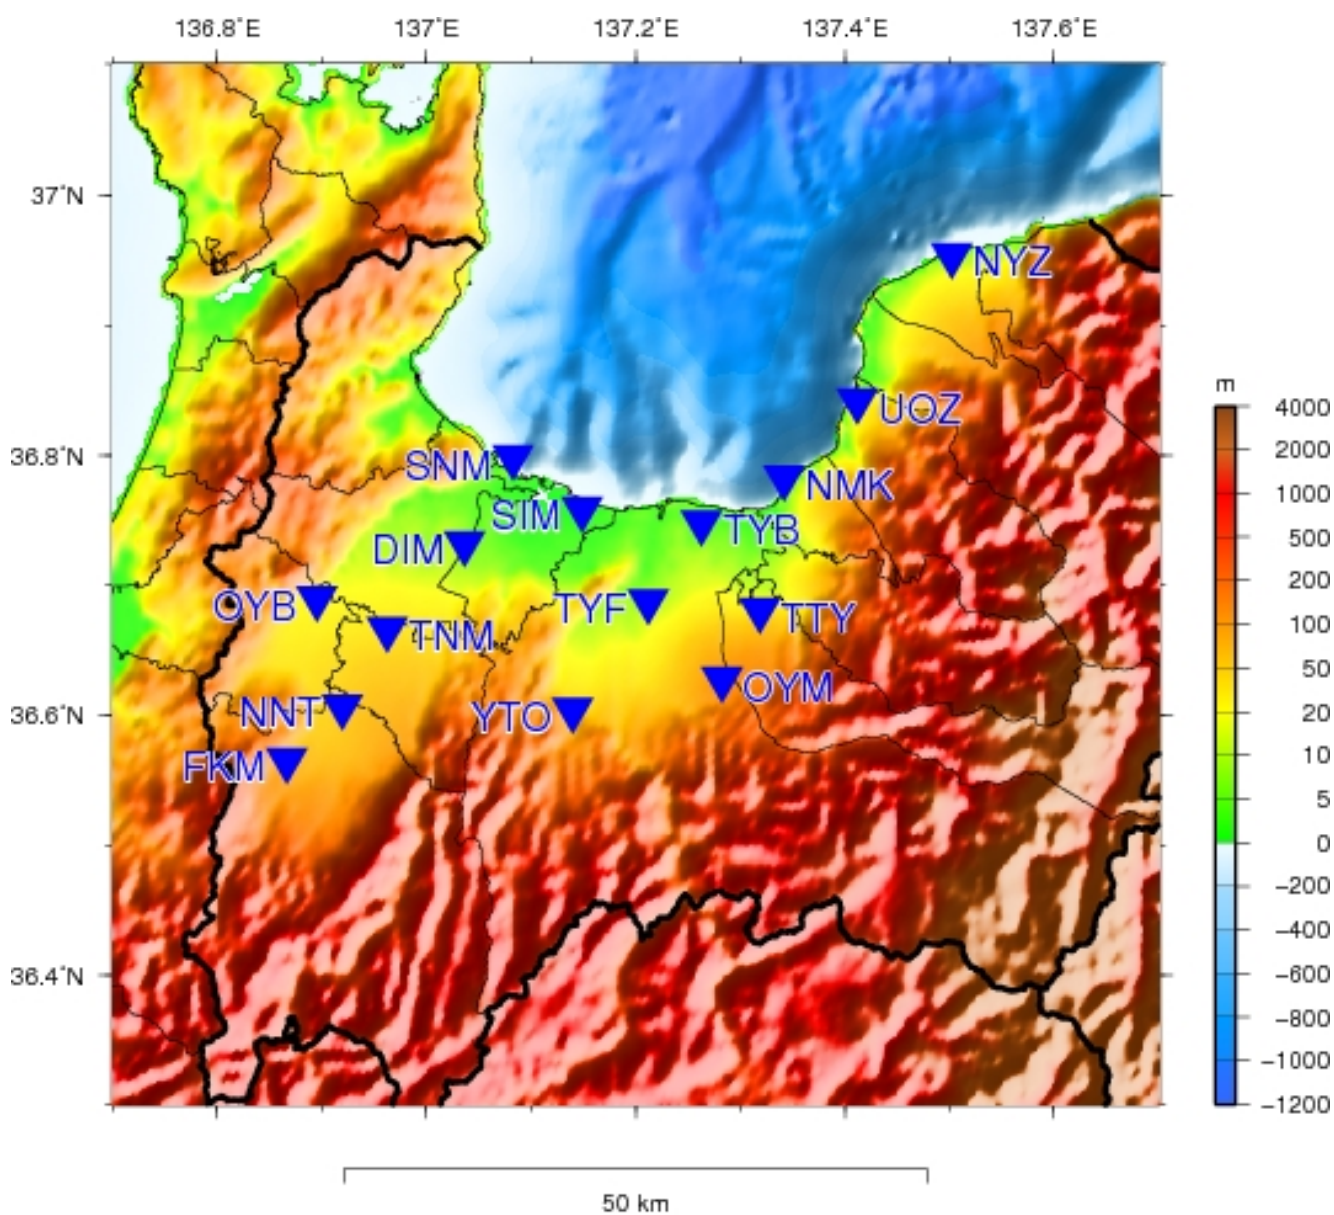 136.8˚E 137˚E 137.2˚E 137.4˚E 137.6˚E
37˚N
36.8˚N
36.6˚N
36.4˚N
NYZ
UOZ
SNM
NMK
SIM
TYB
DIM
OYB
TYF
TTY
TNM
OYM
NNT
YTO
FKM
m
4000
2000
1000
500
200
100
50
20
10
5
0
−200
−400
−600
−800
−1000
−1200
50 km